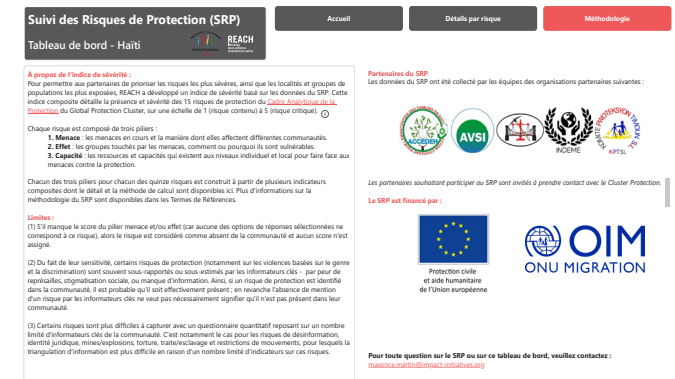 Suivi des Risques de Protection (SRP)
Tableau de bord - Haïti
REACH
Accueil
Détails par risque
Méthodologie
À propos de l'indice de sévérité :
Pour permettre aux partenaires de prioriser les risques les plus sévères, ainsi que les localités et groupes de
populations les plus exposées, REACH a développé un indice de sévérité basé sur les données du SRP. Cette
indice composite détaille la présence et sévérité des 15 risques de protection du Cadre Analytique de la
Protection du Global Protection Cluster, sur une échelle de 1 (risque contenu) à 5 (risque critique).
Chaque risque est composé de trois piliers :
1. Menace : les menaces en cours et la manière dont elles affectent différentes communautés.
2. Effet : les groupes touchés par les menaces, comment ou pourquoi ils sont vulnérables.
3. Capacité : les ressources et capacités qui existent aux niveaux individuel et local pour faire face aux
menaces contre la protection.
Chacun des trois piliers pour chacun des quinze risques est construit à partir de plusieurs indicateurs
composites dont le détail et la méthode de calcul sont disponibles ici. Plus d'informations sur la
méthodologie du SRP sont disponibles dans les Termes de Références.
Limites :
(1) S'il manque le score du pilier menace et/ou effet (car aucune des options de réponses sélectionnées ne
correspond à ce risque), alors le risque est considéré comme absent de la communauté et aucun score n'est
assigné.
(2) Du fait de leur sensitivité, certains risques de protection (notamment sur les violences basées sur le genre
et la discrimination) sont souvent sous-rapportés ou sous-estimés par les informateurs clés - par peur de
représailles, stigmatisation sociale, ou manque d'information. Ainsi, si un risque de protection est identifié
dans la communauté, il est probable qu'il soit effectivement présent ; en revanche l'absence de mention
d'un risque par les informateurs clés ne veut pas nécessairement signifier qu'il n'est pas présent dans leur
communauté.
(3) Certains risques sont plus difficiles à capturer avec un questionnaire quantitatif reposant sur un nombre
limité d'informateurs clés de la communauté. C'est notamment le cas pour les risques de désinformation,
identité juridique, mines/explosions, torture, traite/esclavage et restrictions de mouvements, pour lesquels la
triangulation d'information est plus difficile en raison d'un nombre limité d'indicateurs sur ces risques.
Partenaires du SRP
Les données du SRP ont été collecté par les équipes des organisations partenaires suivantes :
ACCEDEH
AVSI
INDEME
KPTSL
Les partenaires souhaitant participer au SRP sont invités à prendre contact avec le Cluster Protection.
Le SRP est financé par :
Protection civile
et aide humanitaire
de l'Union européenne
OIM
ONU MIGRATION
Pour toute question sur le SRP ou sur ce tableau de bord, veuillez contactez :
maxence.martin@impact-initiatives.org